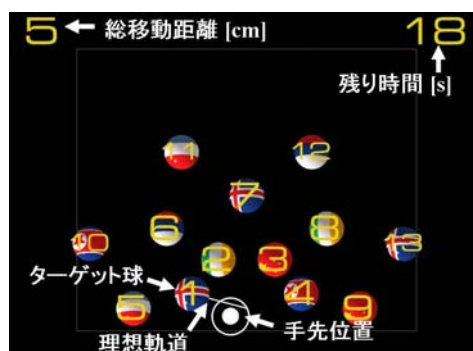 5 ← 総移動距離 [cm] 18
残り時間 [s]
11 12
7
6 8
10 13
2 3
ターゲット球
1 4
5 9
手先位置
理想軌道